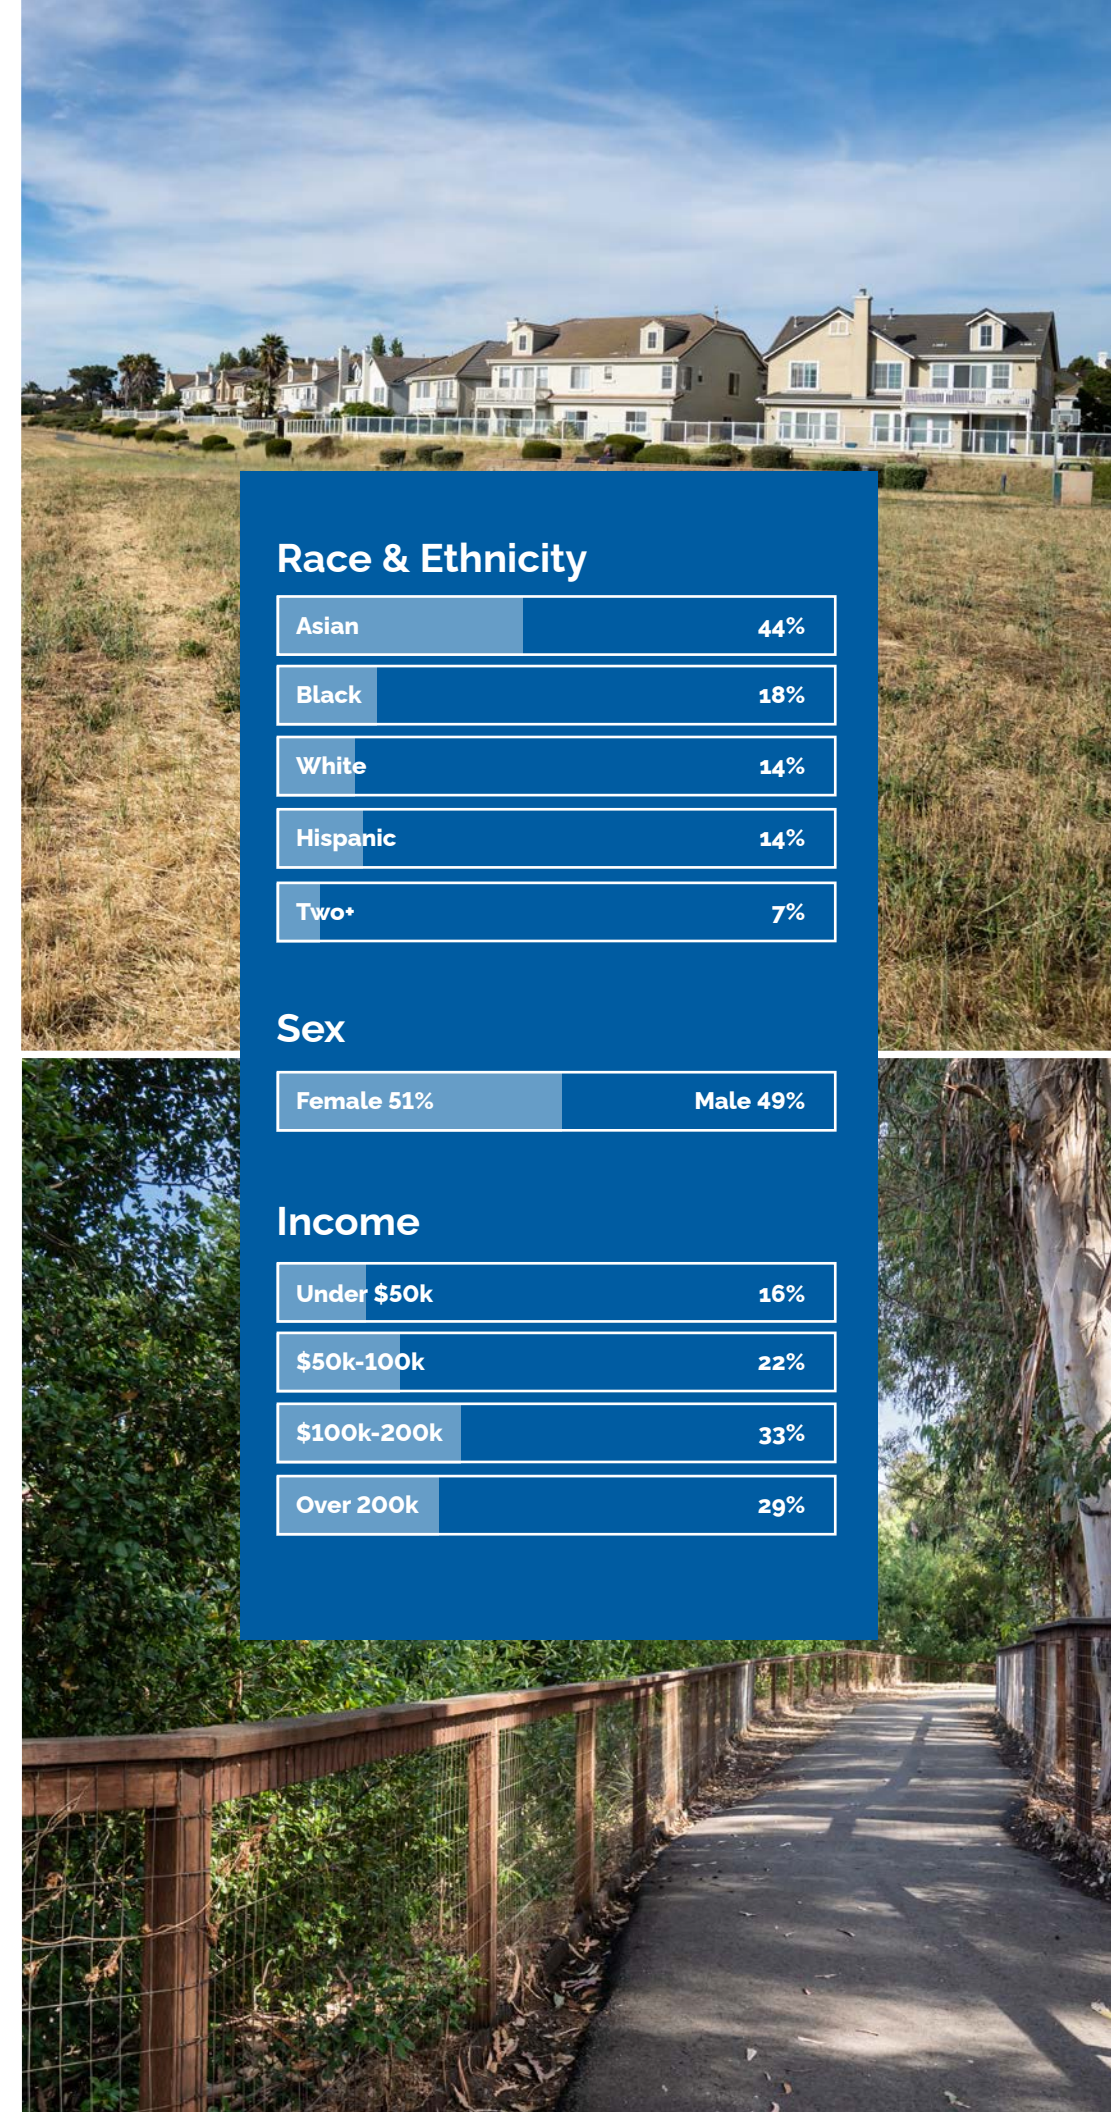 Race & Ethnicity
Asian 44%
Black 18%
White 14%
Hispanic 14%
Two+ 7%
Sex
Female 51% Male 49%
Income
Under $50k 16%
$50k-100k 22%
$100k-200k 33%
Over 200k 29%